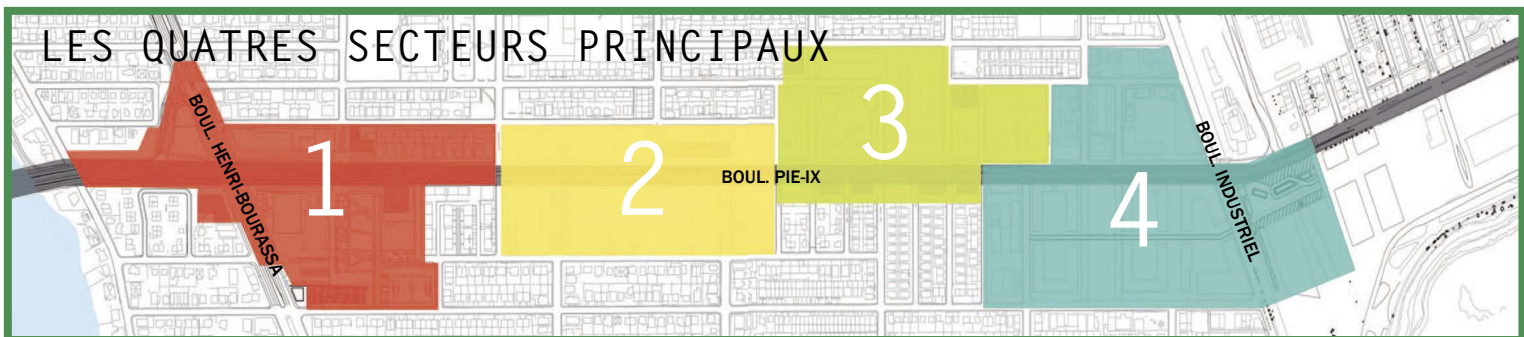 LES QUATRES SECTEURS PRINCIPAUX
BOUL. HENRI-BOURASSA
1
2
BOUL. PIE-IX
3
4
BOUL. INDUSTRIEL